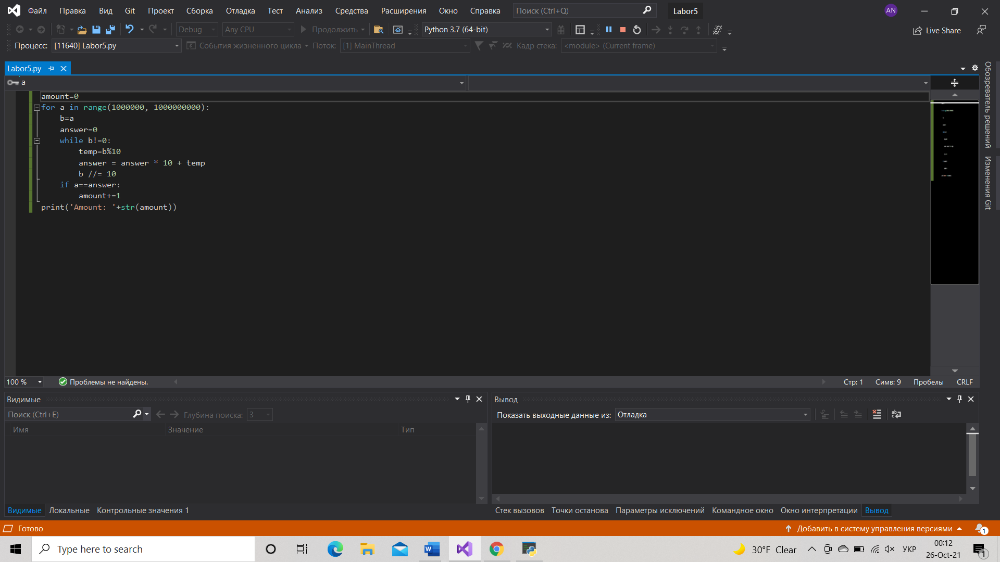 Файл Правка Вид Git Проект Сборка Отладка Тест Анализ Средства Расширения Окно Справка Поиск (Ctrl+Q) Labor5 AN
Debug Any CPU Продолжить Python 3.7 (64-bit) Live Share
Процесс: [11640] Labor5.py События жизненного цикла Поток: [1] MainThread Кадр стека: <module> (Current frame)
Labor5.py
a
amount=0
for a in range(1000000, 1000000000):
    b=a
    answer=0
    while b!=0:
        temp=b%10
        answer = answer * 10 + temp
        b //= 10
    if a==answer:
        amount+=1
print('Amount: '+str(amount))
Обозреватель решений
Изменения Git
100 % Проблемы не найдены. Стр: 1 Симв: 9 Пробелы CRLF
Видимые
Поиск (Ctrl+E) Глубина поиска: 3
Имя Значение Тип
Видимые Локальные Контрольные значения 1
Вывод
Показать выходные данные из: Отладка
Стек вызовов Точки останова Параметры исключений Командное окно Окно интерпретации Вывод
Готово Добавить в систему управления версиями 1
Type here to search 30°F Clear УКР 00:12
26-Oct-21 1